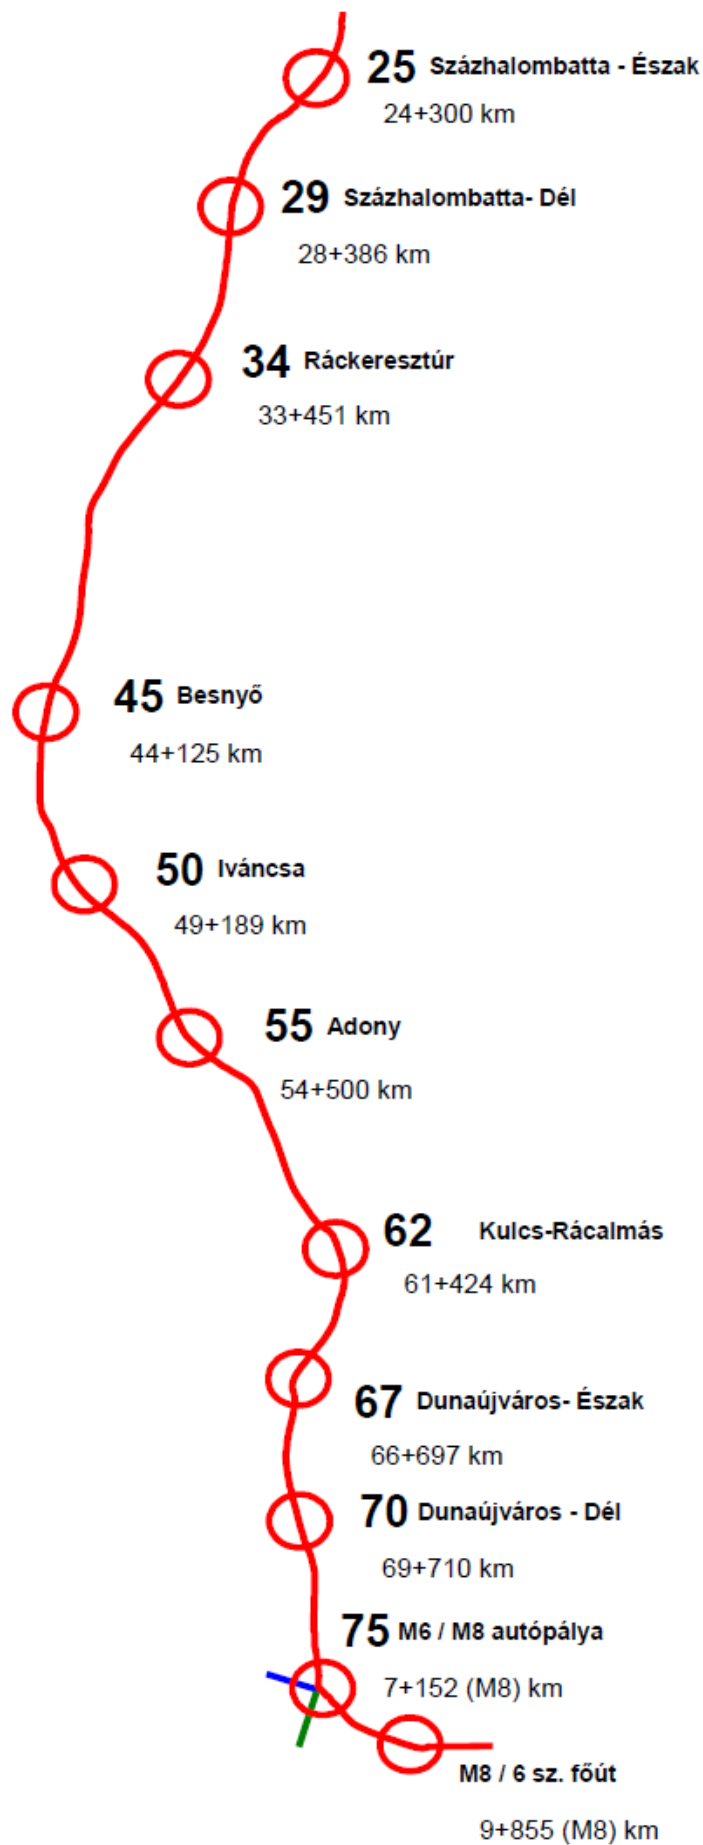 25 Százhalombatta - Észak
24+300 km
29 Százhalombatta- Dél
28+386 km
34 Ráckeresztúr
33+451 km
45 Besnyő
44+125 km
50 Iváncsa
49+189 km
55 Adony
54+500 km
62 Kulcs-Rácalmás
61+424 km
67 Dunaújváros- Észak
66+697 km
70 Dunaújváros - Dél
69+710 km
75 M6 / M8 autópálya
7+152 (M8) km
M8 / 6 sz. főút
9+855 (M8) km